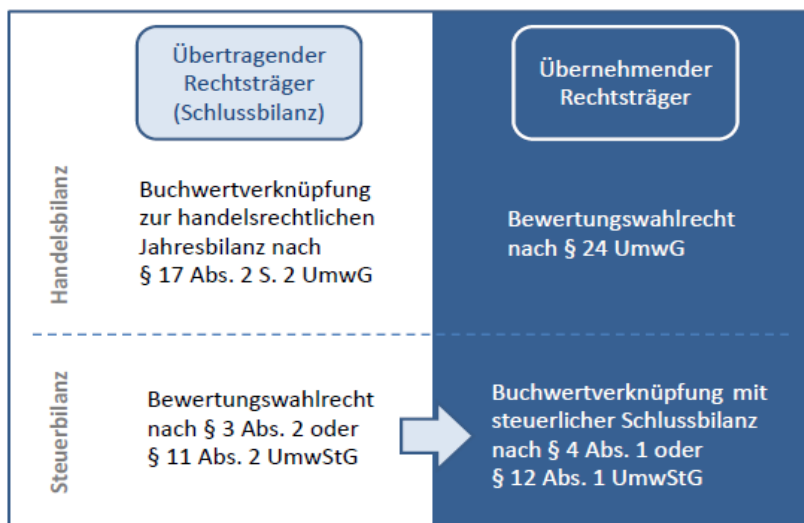 Übertragender
Rechtsträger
(Schlussbilanz)
Übernehmender
Rechtsträger
Handelsbilanz
Buchwertverknüpfung
zur handelsrechtlichen
Jahresbilanz nach
§ 17 Abs. 2 S. 2 UmwG
Bewertungswahlrecht
nach § 24 UmwG
Steuerbilanz
Bewertungswahlrecht
nach § 3 Abs. 2 oder
§ 11 Abs. 2 UmwStG
Buchwertverknüpfung mit
steuerlicher Schlussbilanz
nach § 4 Abs. 1 oder
§ 12 Abs. 1 UmwStG